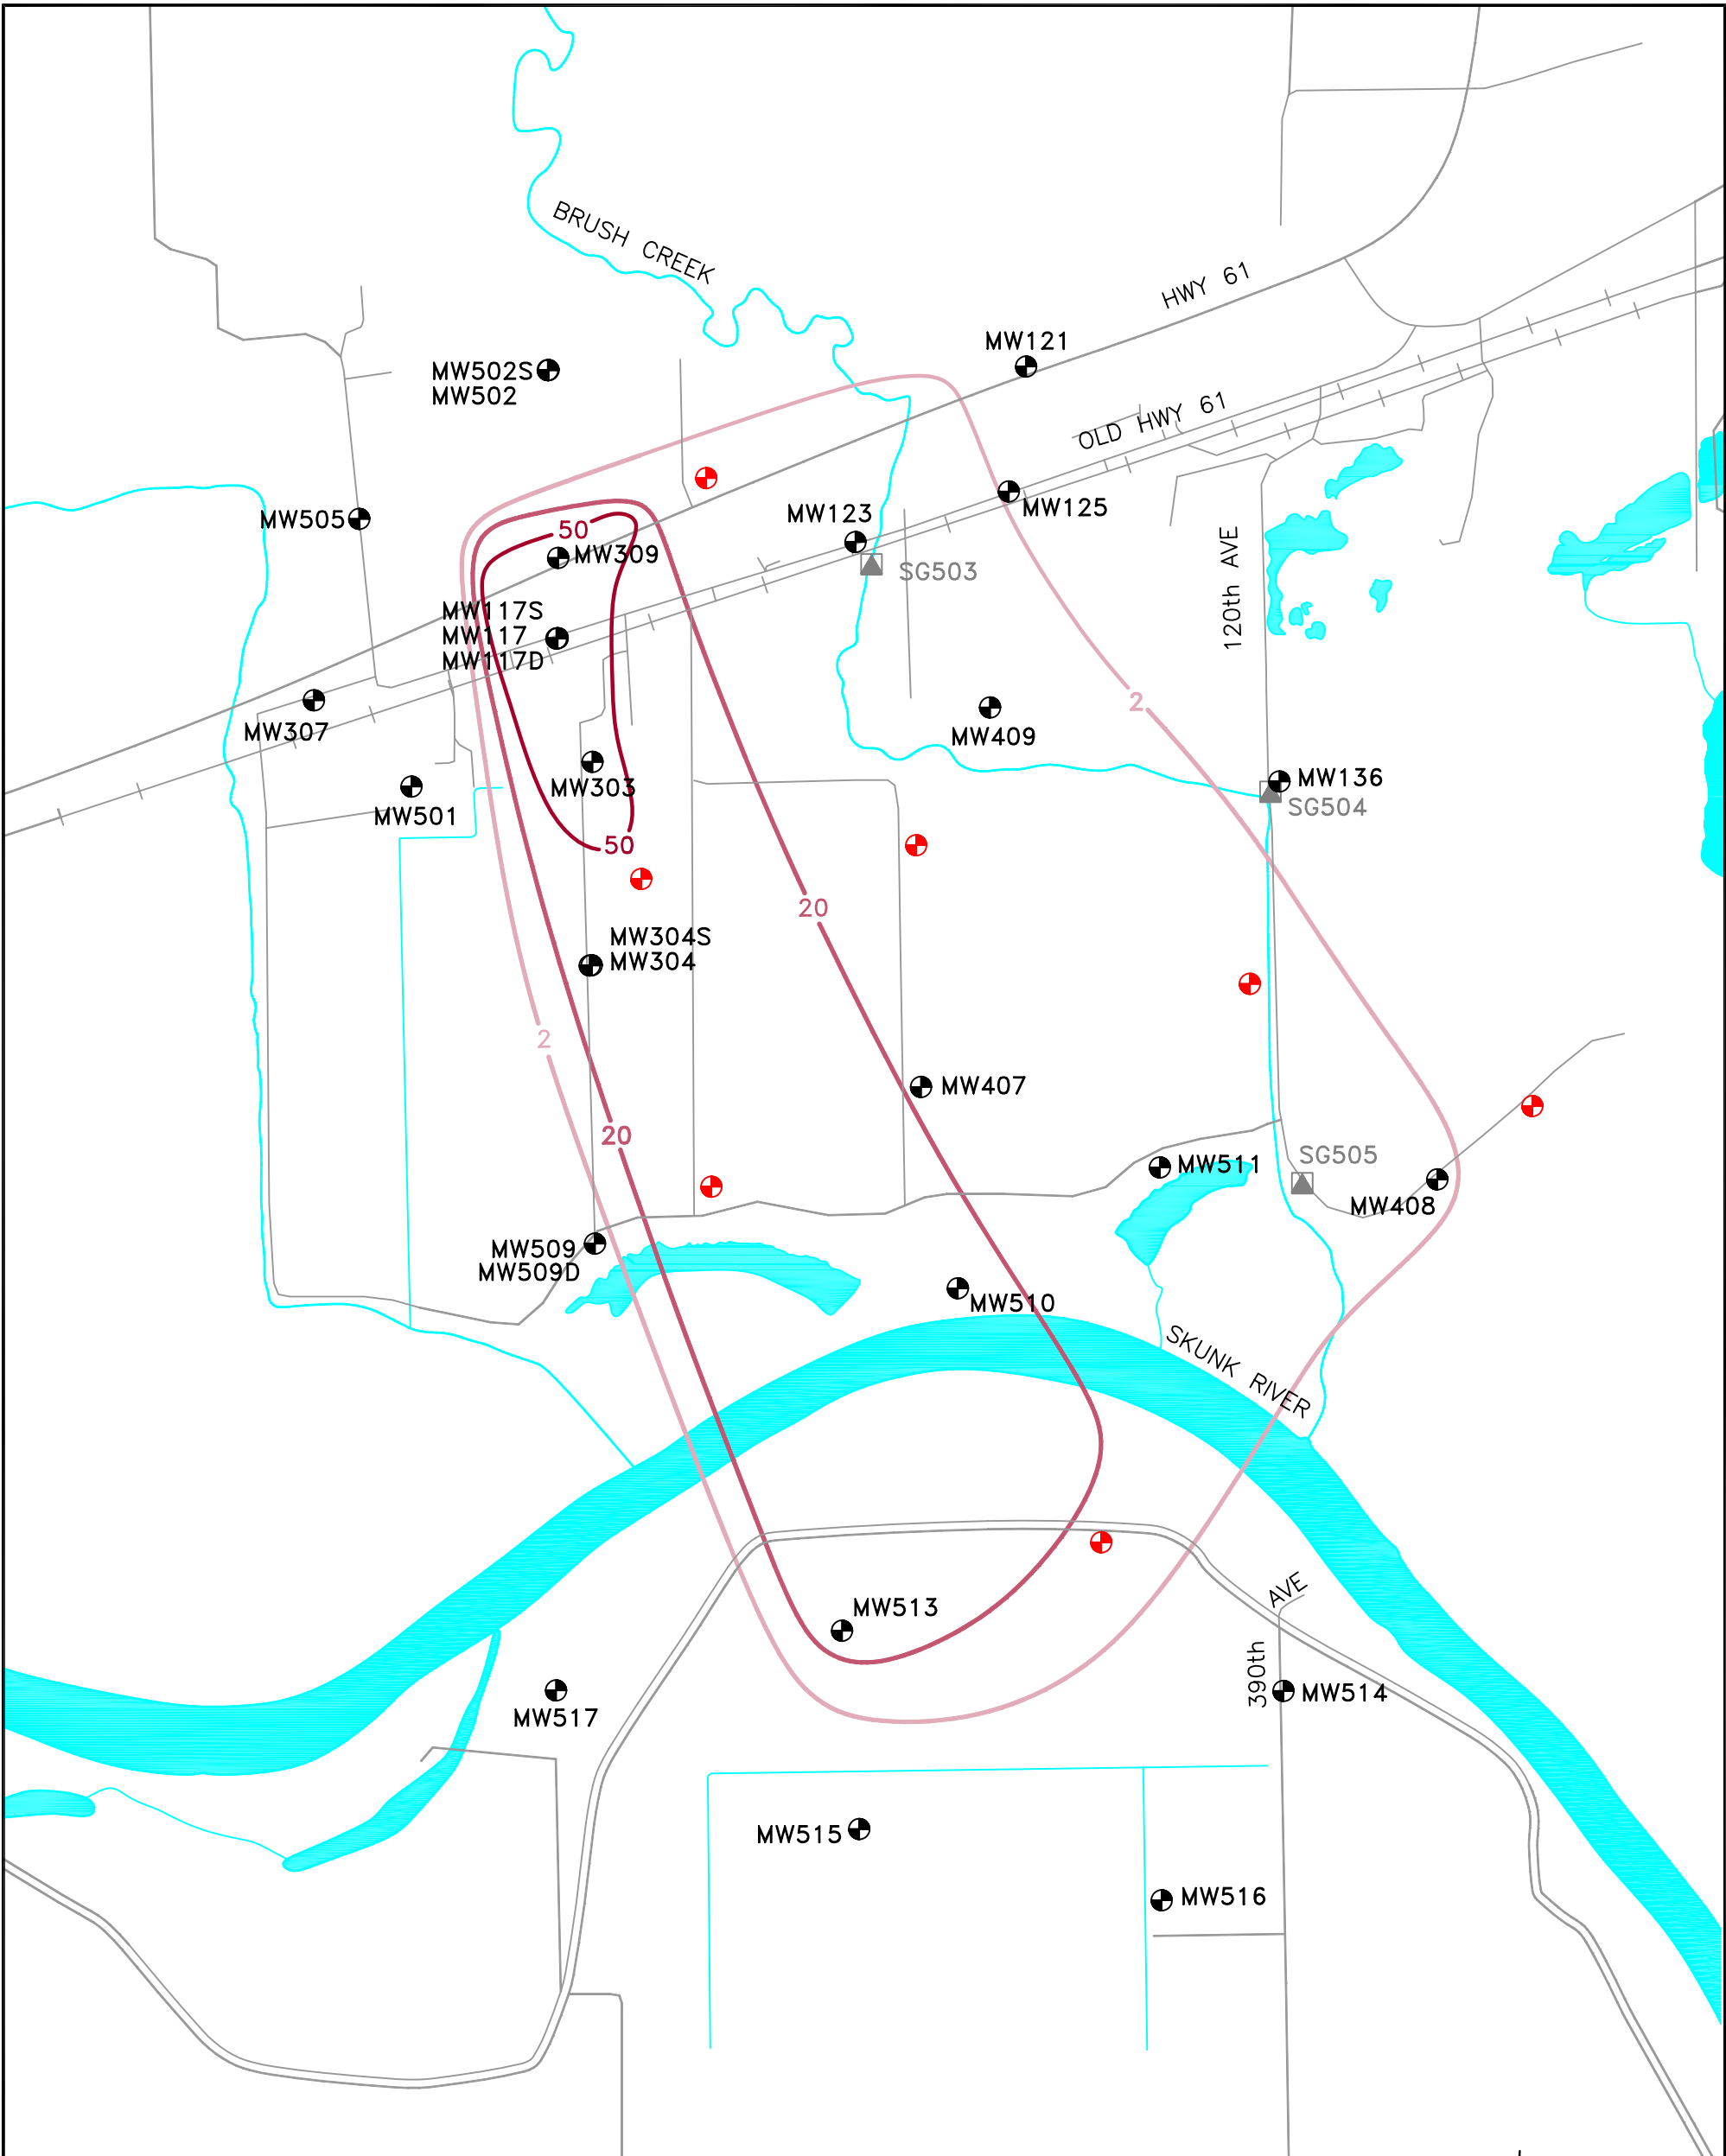 BRUSH CREEK
HWY 61
MW121
MW502S
MW502
OLD HWY 61
MW505
50
MW309
MW123
MW125
SG503
120th AVE
MW117S
MW117
MW117D
2
MW307
MW409
MW303
MW136
SG504
MW501
50
20
MW304S
MW304
2
MW407
20
SG505
MW511
MW408
MW509
MW509D
MW510
SKUNK RIVER
MW513
390th AVE
MW514
MW517
MW515
MW516